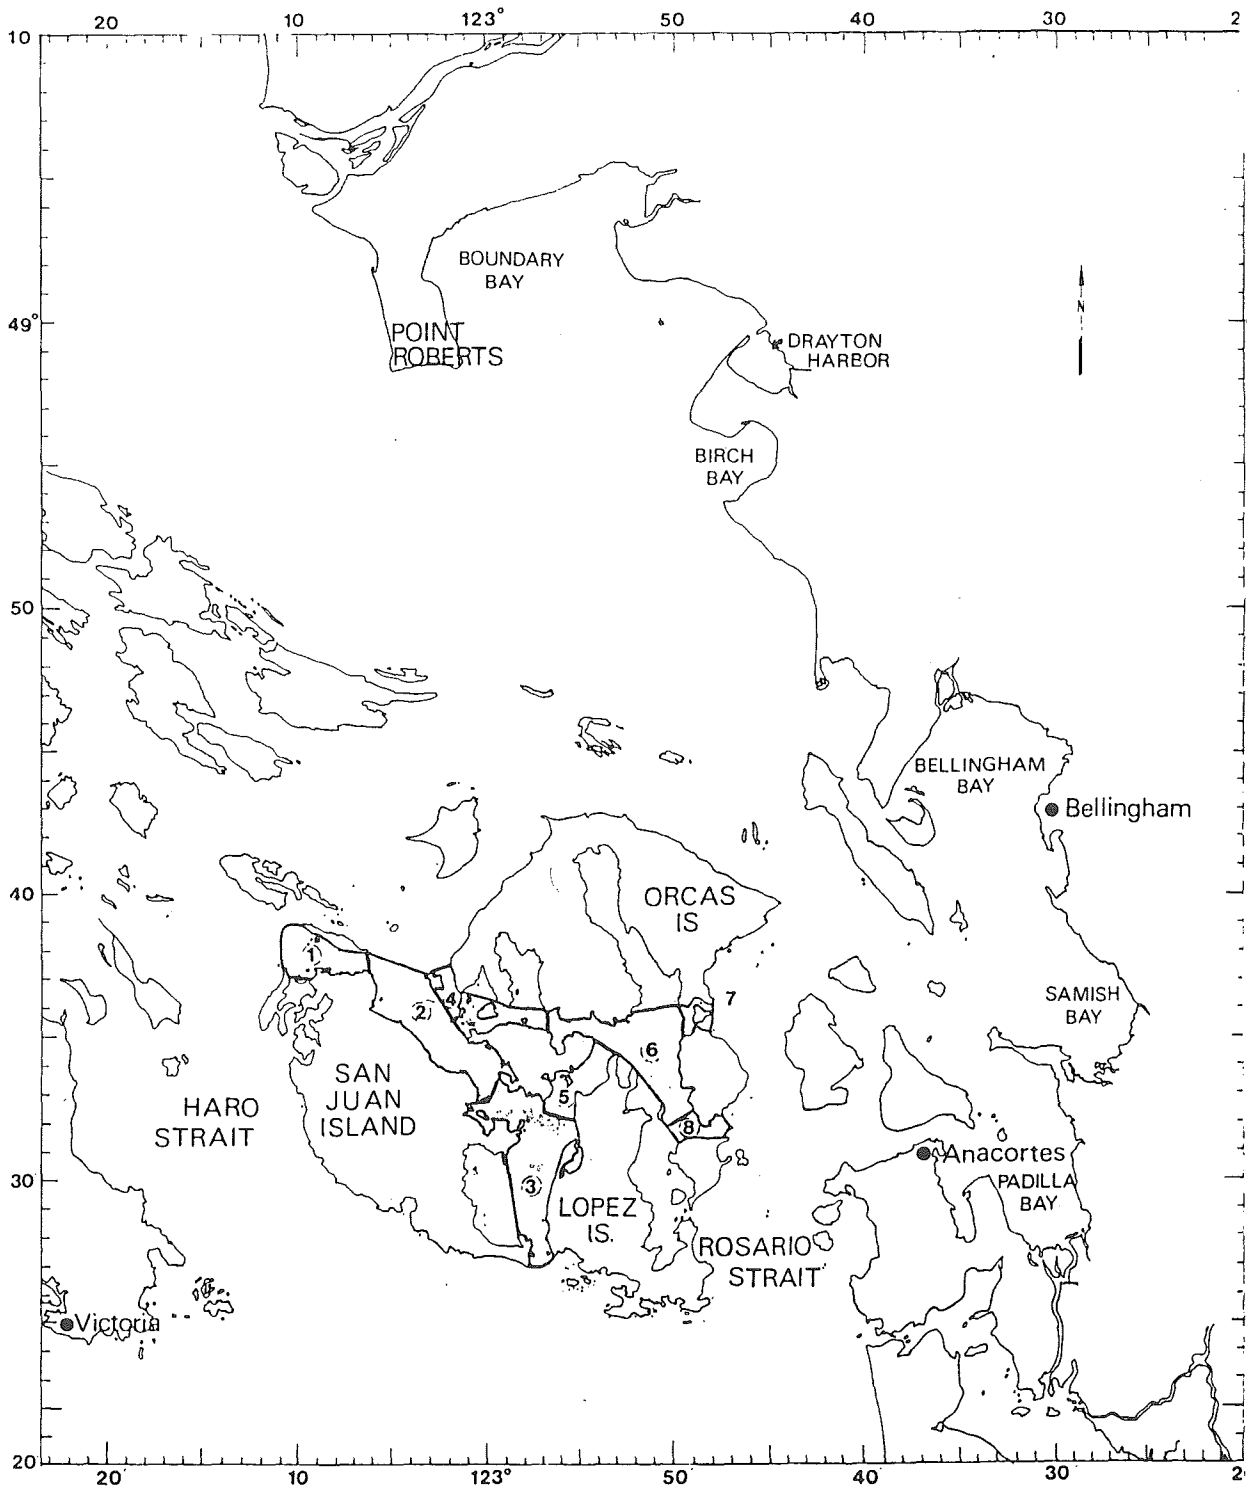 20 10 123° 50 40 30 2
10
BOUNDARY
BAY
N
49°
POINT
ROBERTS
DRAYTON
HARBOR
BIRCH
BAY
50
BELLINGHAM
BAY
Bellingham
40
ORCAS
IS
1
7
SAMISH
BAY
4
2
6
SAN
JUAN
ISLAND
5
HARO
STRAIT
8
Anacortes
30
3
PADILLA
BAY
LOPEZ
IS.
ROSARIO
STRAIT
Victoria
20
20 10 123° 50 40 30 2